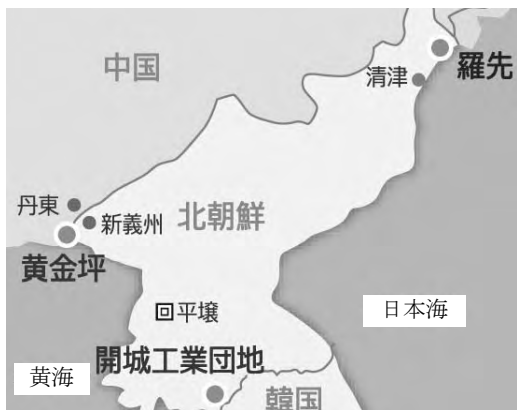 中国
羅先
清津
丹東
新義州
北朝鮮
黄金坪
平壌
日本海
開城工業団地
黄海
韓国